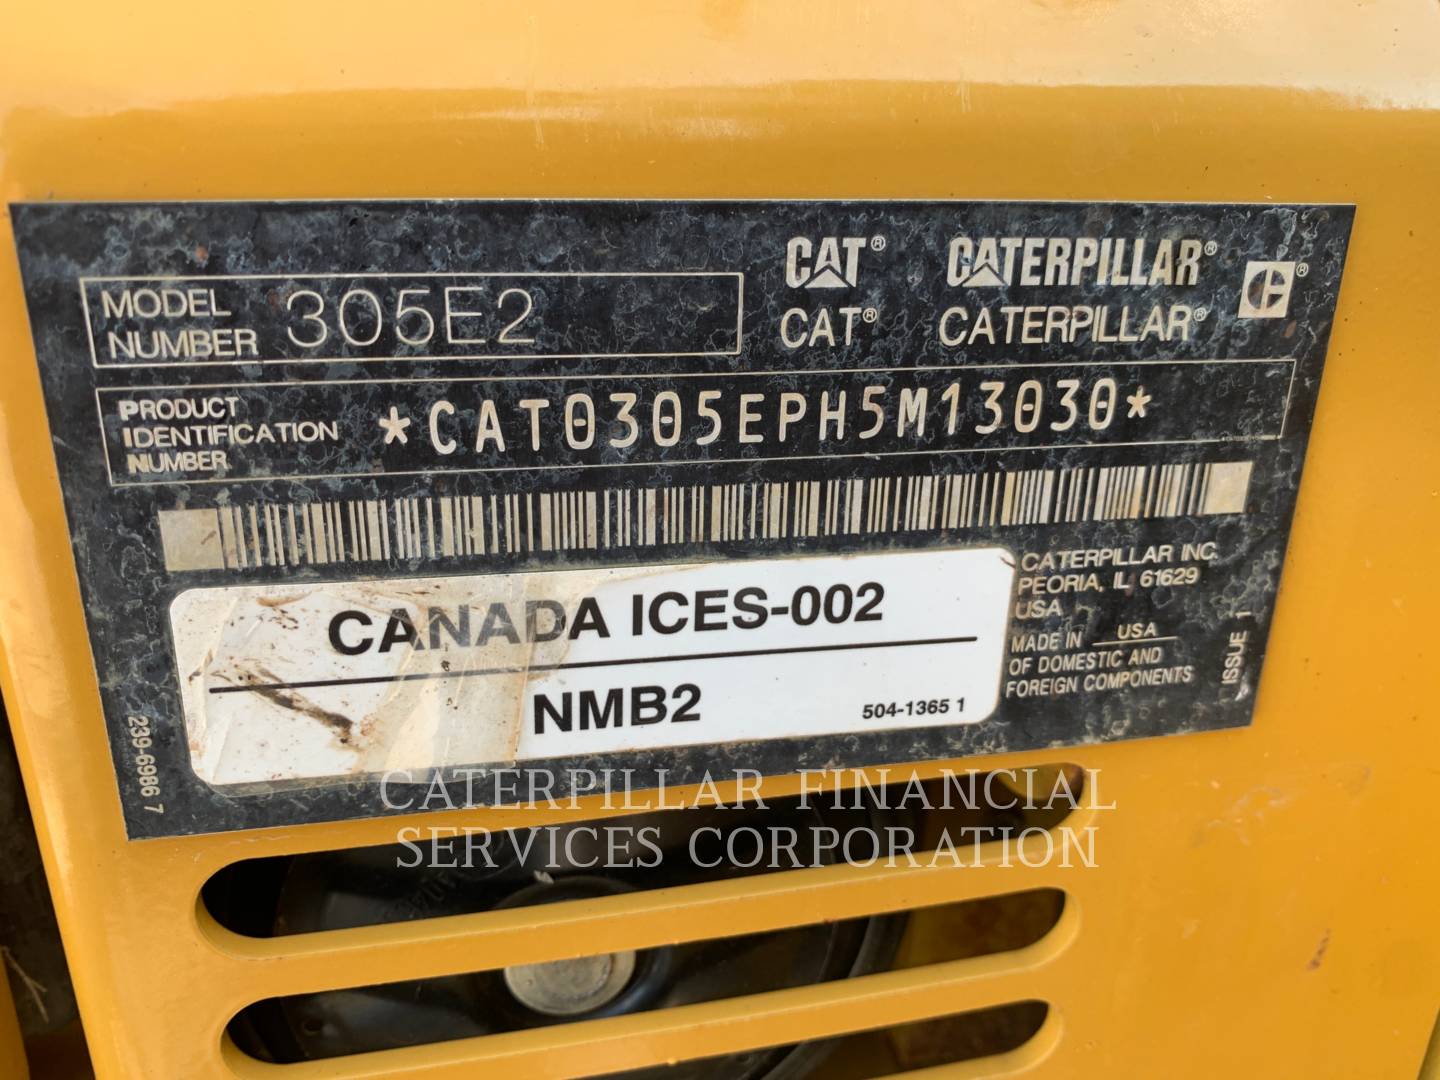 CAT® CATERPILLAR®
CAT® CATERPILLAR®
MODEL
NUMBER 305E2
PRODUCT
IDENTIFICATION
NUMBER
*CAT0305EPH5M13030*
CATERPILLAR INC.
PEORIA, IL 61629
USA
MADE IN USA
OF DOMESTIC AND
FOREIGN COMPONENTS
ISSUE 1
CANADA ICES-002
NMB2
504-1365 1
239-6986 7
CATERPILLAR FINANCIAL
SERVICES CORPORATION